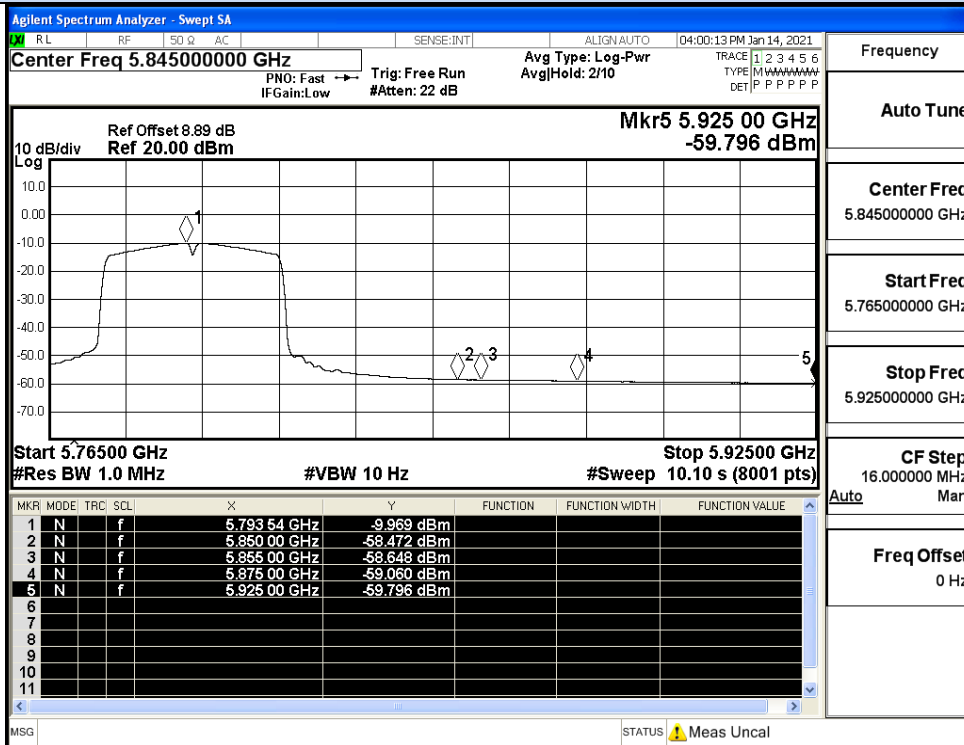 Agilent Spectrum Analyzer - Swept SA
LXI RL RF 50 Ω AC SENSE:INT ALIGN AUTO 04:00:13 PM Jan 14, 2021
Center Freq 5.845000000 GHz
PNO: Fast
IFGain:Low
Trig: Free Run
#Atten: 22 dB
Avg Type: Log-Pwr
Avg|Hold: 2/10
TRACE 1 2 3 4 5 6
TYPE M WWWWW
DET P P P P P P
Mkr5 5.925 00 GHz
-59.796 dBm
Ref Offset 8.89 dB
10 dB/div Ref 20.00 dBm
Log
10.0
0.00
-10.0
-20.0
-30.0
-40.0
-50.0
-60.0
-70.0
1
2 3 4 5
Start 5.76500 GHz Stop 5.92500 GHz
#Res BW 1.0 MHz #VBW 10 Hz #Sweep 10.10 s (8001 pts)
MKR MODE TRC SCL X Y FUNCTION FUNCTION WIDTH FUNCTION VALUE
1 N f 5.793 54 GHz -9.969 dBm
2 N f 5.850 00 GHz -58.472 dBm
3 N f 5.855 00 GHz -58.648 dBm
4 N f 5.875 00 GHz -59.060 dBm
5 N f 5.925 00 GHz -59.796 dBm
6
7
8
9
10
11
MSG STATUS Meas Uncal
Frequency
Auto Tune
Center Freq
5.845000000 GHz
Start Freq
5.765000000 GHz
Stop Freq
5.925000000 GHz
CF Step
16.000000 MHz
Auto Man
Freq Offset
0 Hz